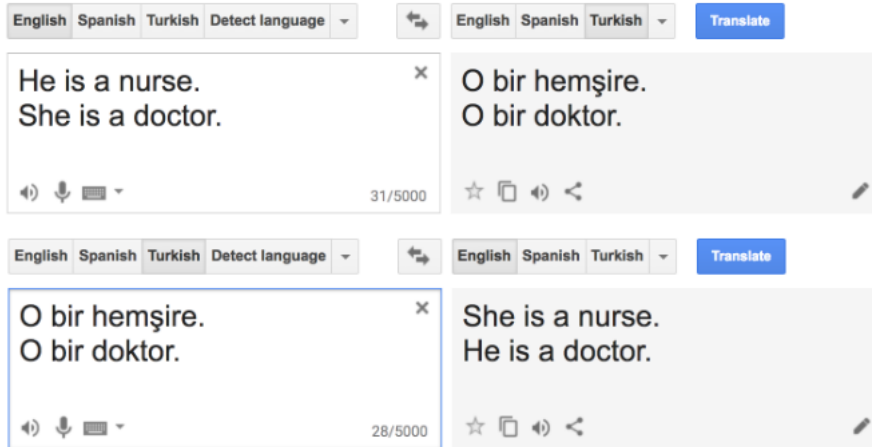 English Spanish Turkish Detect language English Spanish Turkish Translate
He is a nurse.
She is a doctor.
31/5000
O bir hemşire.
O bir doktor.
English Spanish Turkish Detect language English Spanish Turkish Translate
O bir hemşire.
O bir doktor.
28/5000
She is a nurse.
He is a doctor.